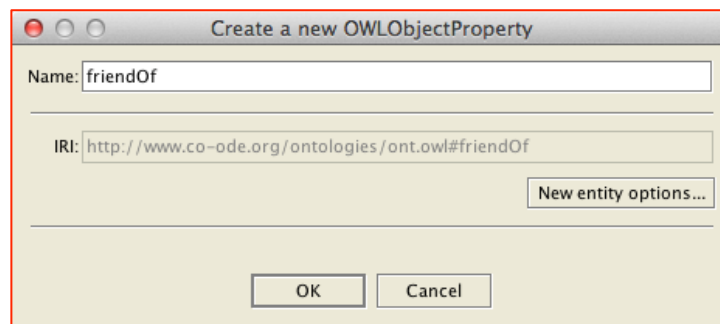 Create a new OWLObjectProperty
Name: friendOf
IRI: http://www.co-ode.org/ontologies/ont.owl#friendOf
New entity options...
OK Cancel